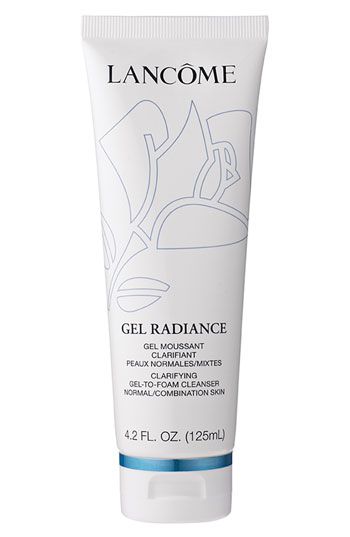 LANCÔME
GEL RADIANCE
GEL MOUSSANT
CLARIFIANT
PEAUX NORMALES/MIXTES
CLARIFYING
GEL-TO-FOAM CLEANSER
NORMAL/COMBINATION SKIN
4.2 FL. OZ. (125mL)